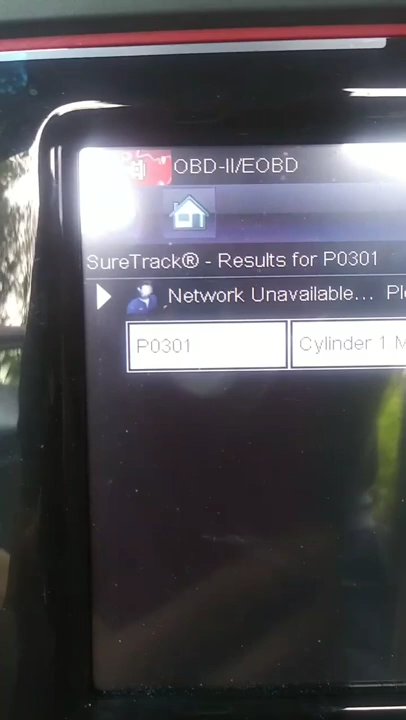 OBD-II/EOBD
SureTrack® - Results for P0301
Network Unavailable...
P0301
Cylinder 1